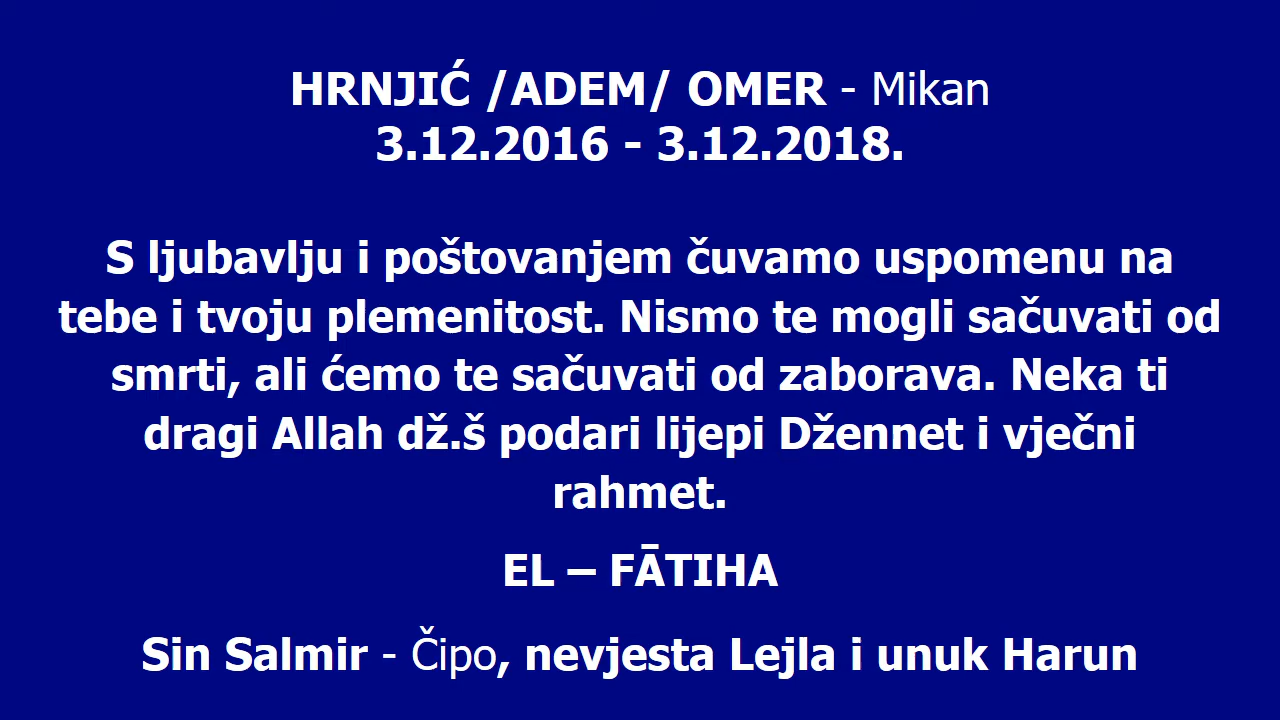 HRNJIĆ /ADEM/ OMER - Mikan
3.12.2016 - 3.12.2018.
S ljubavlju i poštovanjem čuvamo uspomenu na
tebe i tvoju plemenitost. Nismo te mogli sačuvati od
smrti, ali ćemo te sačuvati od zaborava. Neka ti
dragi Allah dž.š podari lijepi Džennet i vječni
rahmet.
EL – FĀTIHA
Sin Salmir - Čipo, nevjesta Lejla i unuk Harun